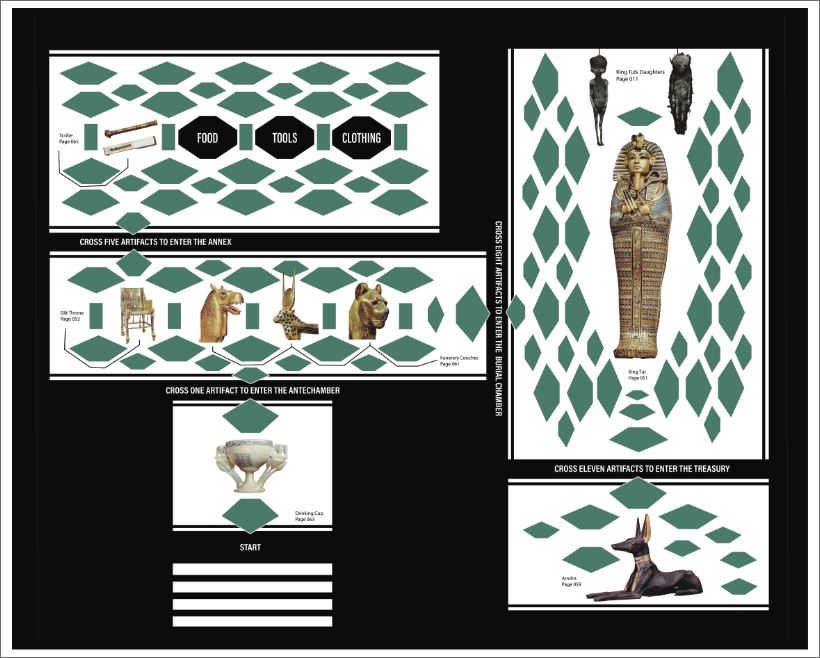 King Tuts Daughters
Page 011
Scribe
Page 065
FOOD
TOOLS
CLOTHING
CROSS FIVE ARTIFACTS TO ENTER THE ANNEX
Gilt Throne
Page 053
Funerary Couches
Page 061
CROSS EIGHT ARTIFACTS TO ENTER THE BURIAL CHAMBER
King Tut
Page 051
CROSS ONE ARTIFACT TO ENTER THE ANTECHAMBER
Drinking Cup
Page 063
START
CROSS ELEVEN ARTIFACTS TO ENTER THE TREASURY
Anubis
Page 059